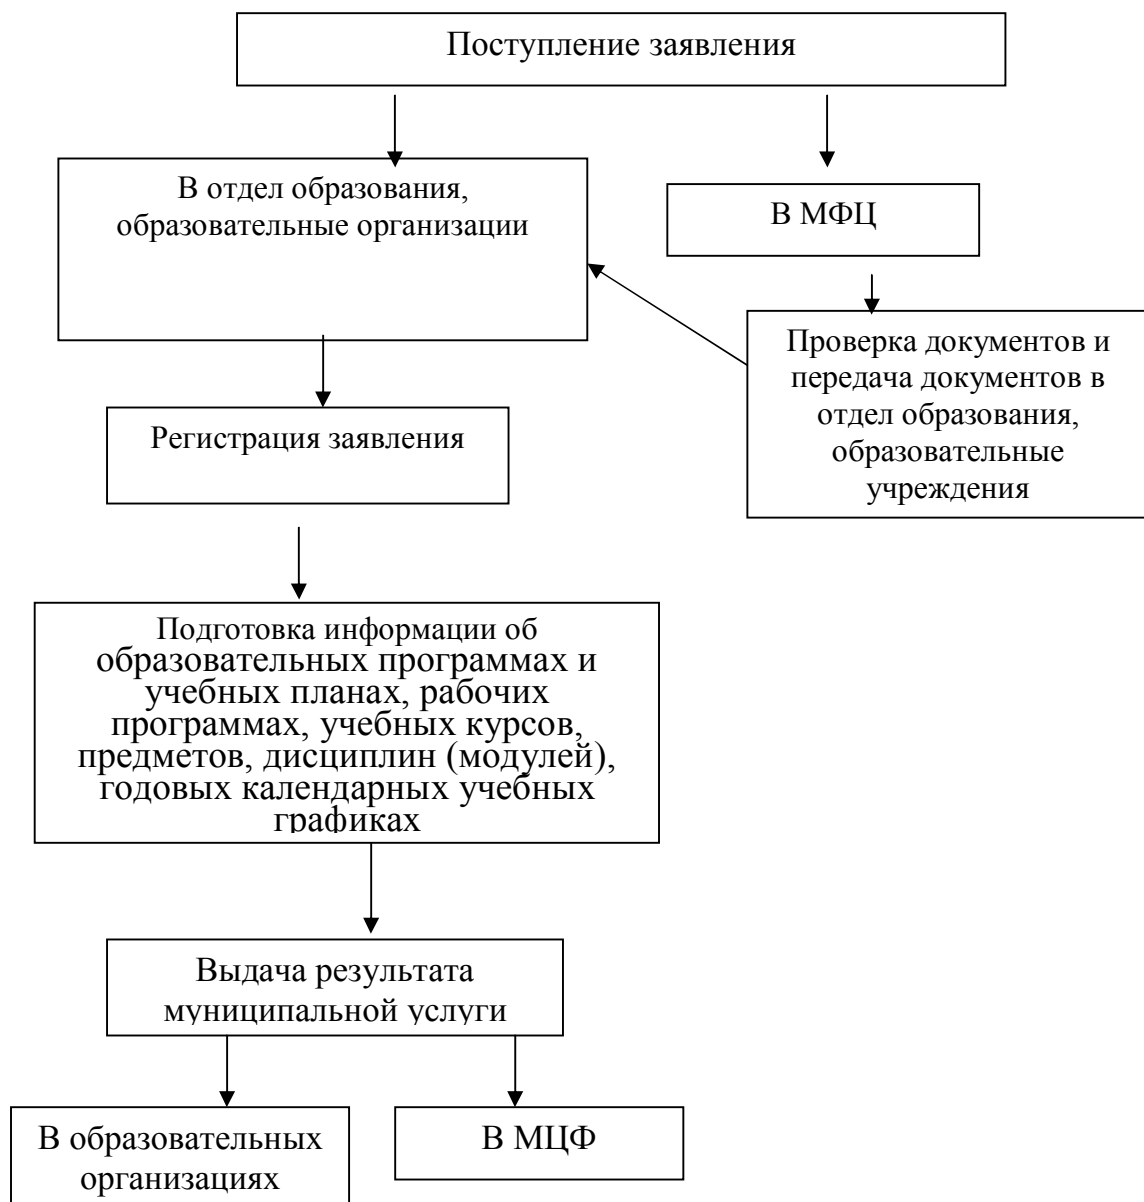 Поступление заявления
В отдел образования,
образовательные организации
В МФЦ
Проверка документов и
передача документов в
отдел образования,
образовательные
учреждения
Регистрация заявления
Подготовка информации об
образовательных программах и
учебных планах, рабочих
программах, учебных курсов,
предметов, дисциплин (модулей),
годовых календарных учебных
графиках
Выдача результата
муниципальной услуги
В образовательных
организациях
В МЦФ